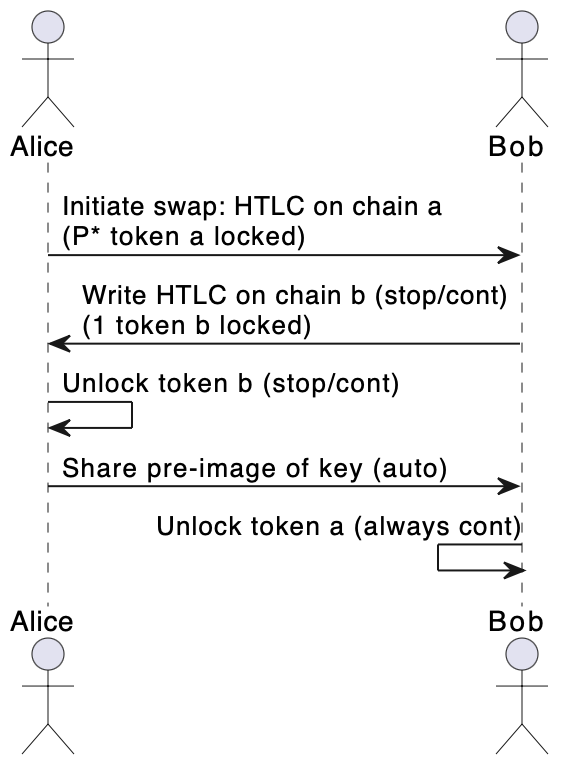 Alice
Bob
Initiate swap: HTLC on chain a
(P* token a locked)
Write HTLC on chain b (stop/cont)
(1 token b locked)
Unlock token b (stop/cont)
Share pre-image of key (auto)
Unlock token a (always cont)
Alice
Bob